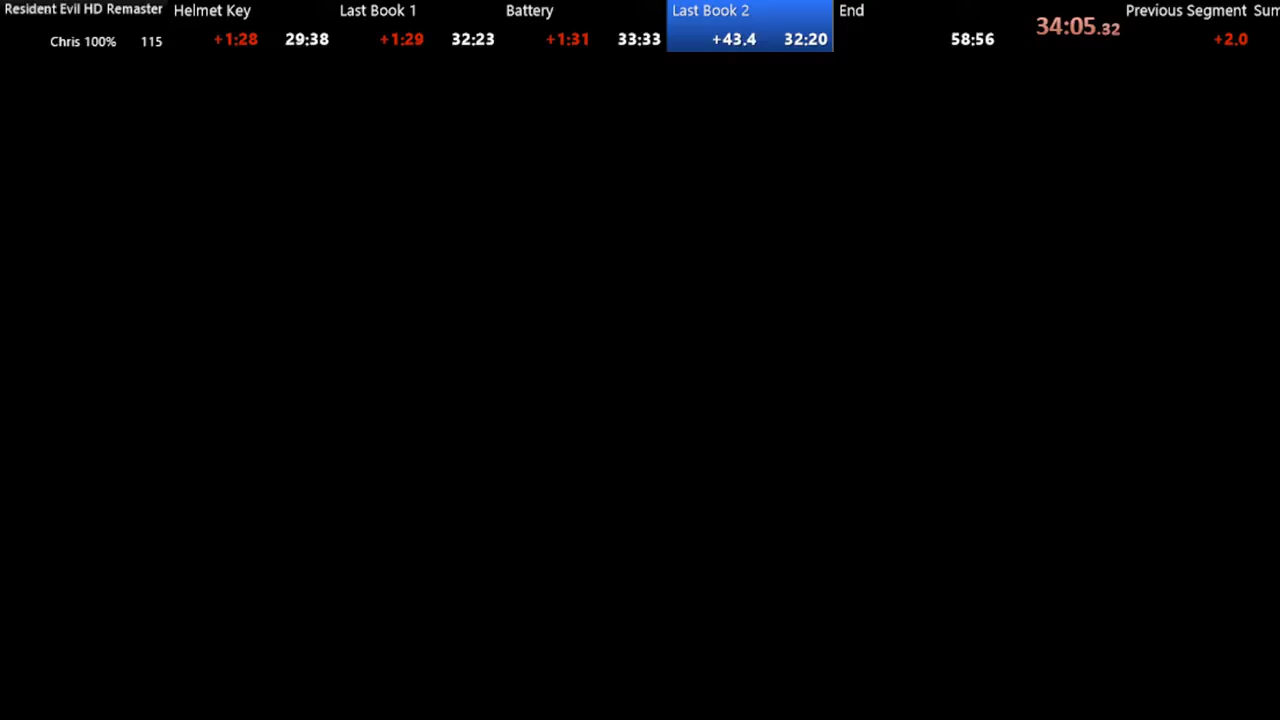 Resident Evil HD Remaster Helmet Key Last Book 1 Battery Last Book 2 End 34:05.32 Previous Segment Sum
Chris 100% 115 +1:28 29:38 +1:29 32:23 +1:31 33:33 +43.4 32:20 58:56 +2.0